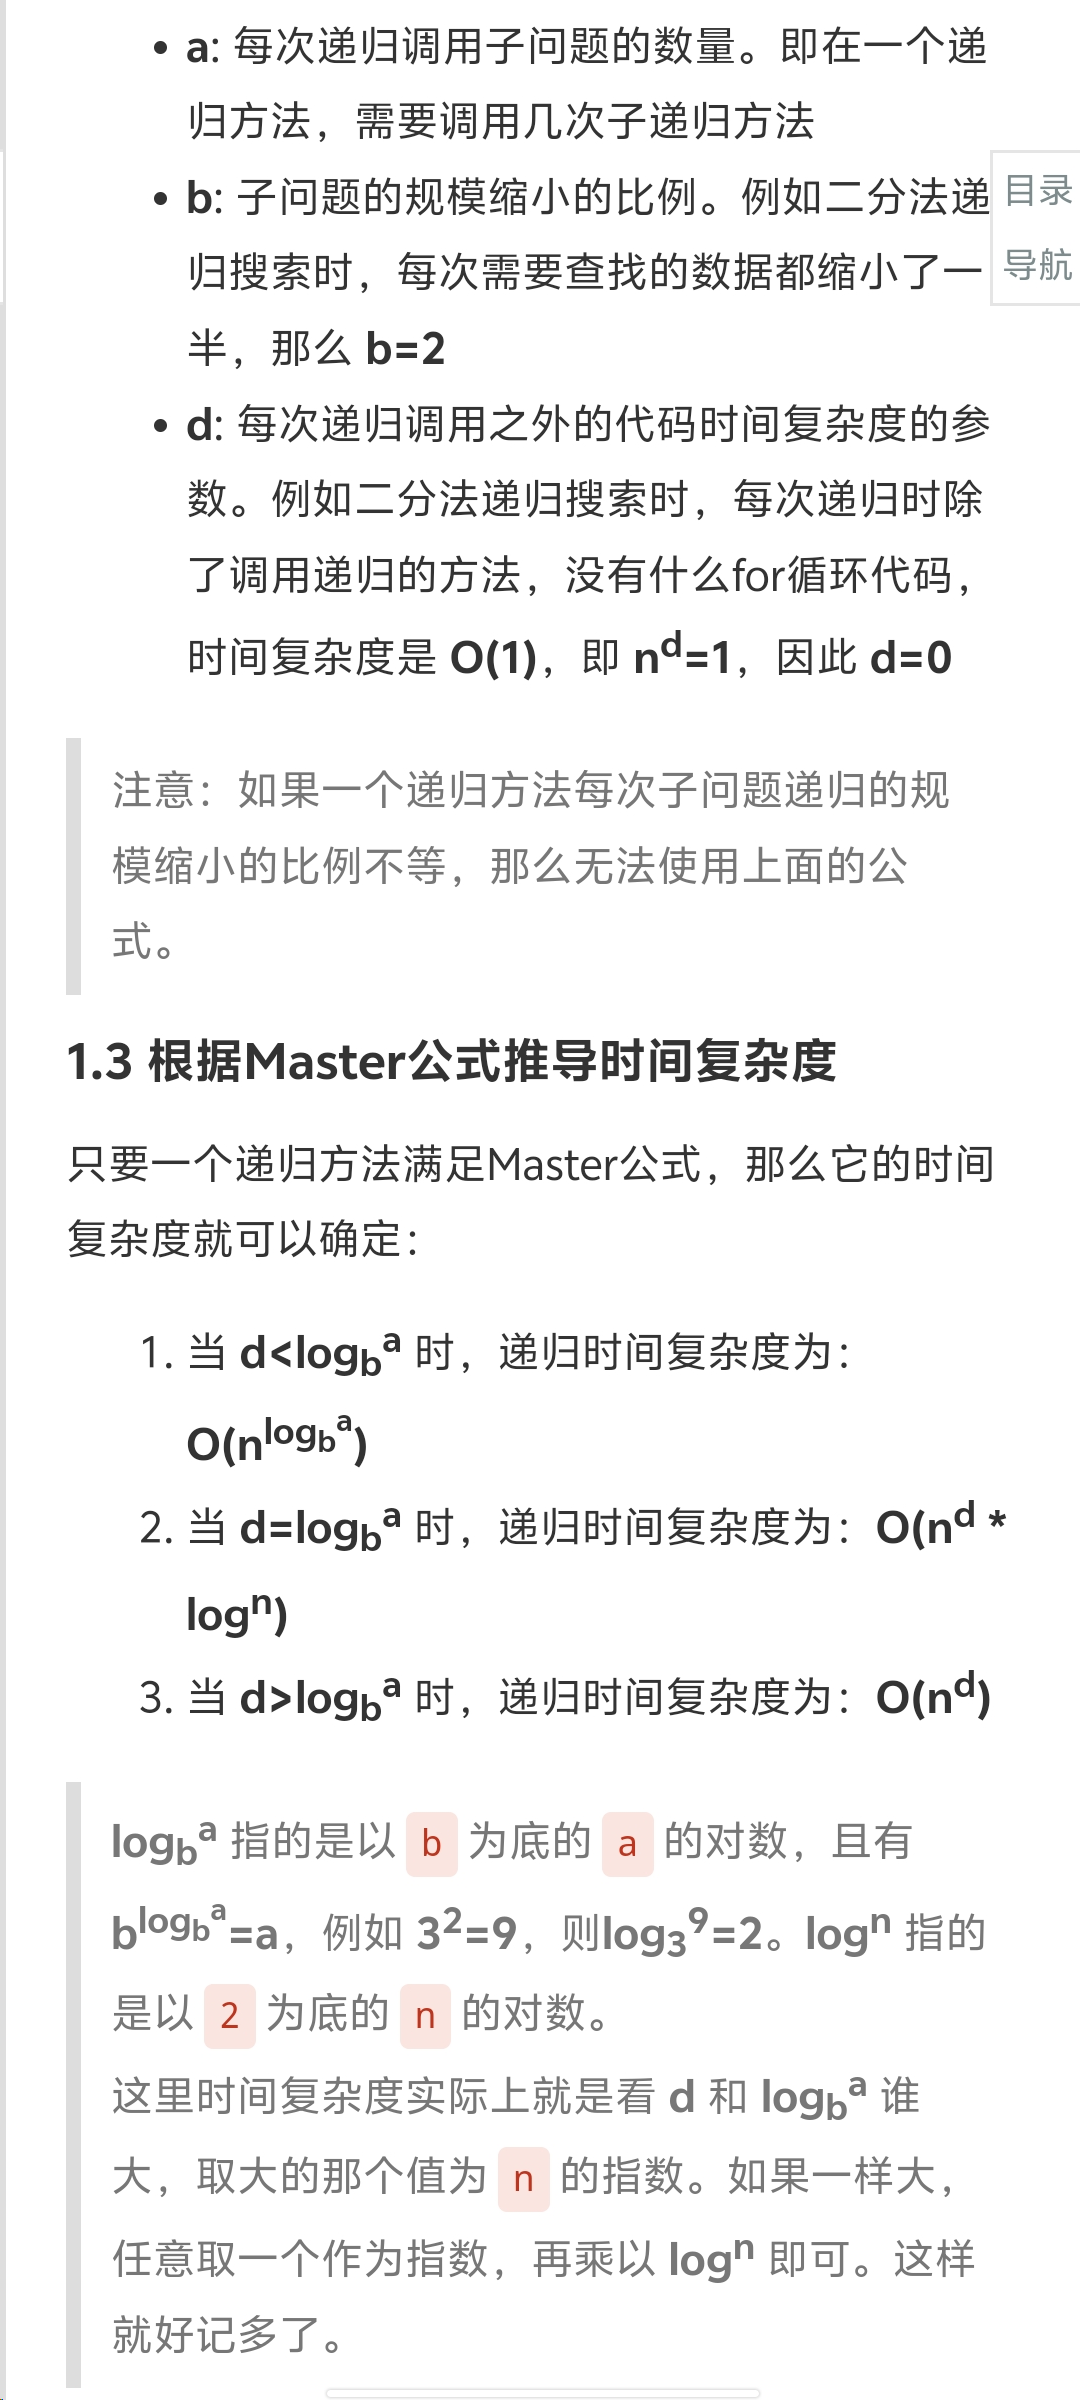 • a: 每次递归调用子问题的数量。即在一个递
归方法，需要调用几次子递归方法
• b: 子问题的规模缩小的比例。例如二分法递
归搜索时，每次需要查找的数据都缩小了一
半，那么 b=2
目录
导航
• d: 每次递归调用之外的代码时间复杂度的参
数。例如二分法递归搜索时，每次递归时除
了调用递归的方法，没有什么for循环代码，
时间复杂度是 O(1)，即 n^d=1，因此 d=0
注意：如果一个递归方法每次子问题递归的规
模缩小的比例不等，那么无法使用上面的公
式。
1.3 根据Master公式推导时间复杂度
只要一个递归方法满足Master公式，那么它的时间
复杂度就可以确定：
1. 当 d<log_b^a 时，递归时间复杂度为：
O(n^{log_b^a})
2. 当 d=log_b^a 时，递归时间复杂度为：O(n^d *
log^n)
3. 当 d>log_b^a 时，递归时间复杂度为：O(n^d)
log_b^a 指的是以 b 为底的 a 的对数，且有
b^{log_b^a}=a，例如 3^2=9，则log_3^9=2。log^n 指的
是以 2 为底的 n 的对数。
这里时间复杂度实际上就是看 d 和 log_b^a 谁
大，取大的那个值为 n 的指数。如果一样大，
任意取一个作为指数，再乘以 log^n 即可。这样
就好记多了。